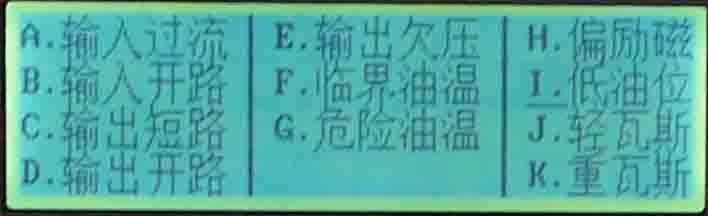 A.输入过流
B.输入开路
C.输出短路
D.输出开路
E.输出欠压
F.临界油温
G.危险油温
H.偏励磁
I.低油位
J.轻瓦斯
K.重瓦斯